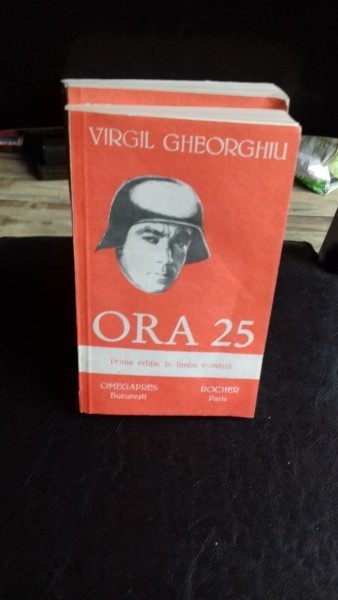 VIRGIL GHEORGHIU
ORA 25
Prima ediție în limba română
OMEGAPRES ROCHER
București Paris